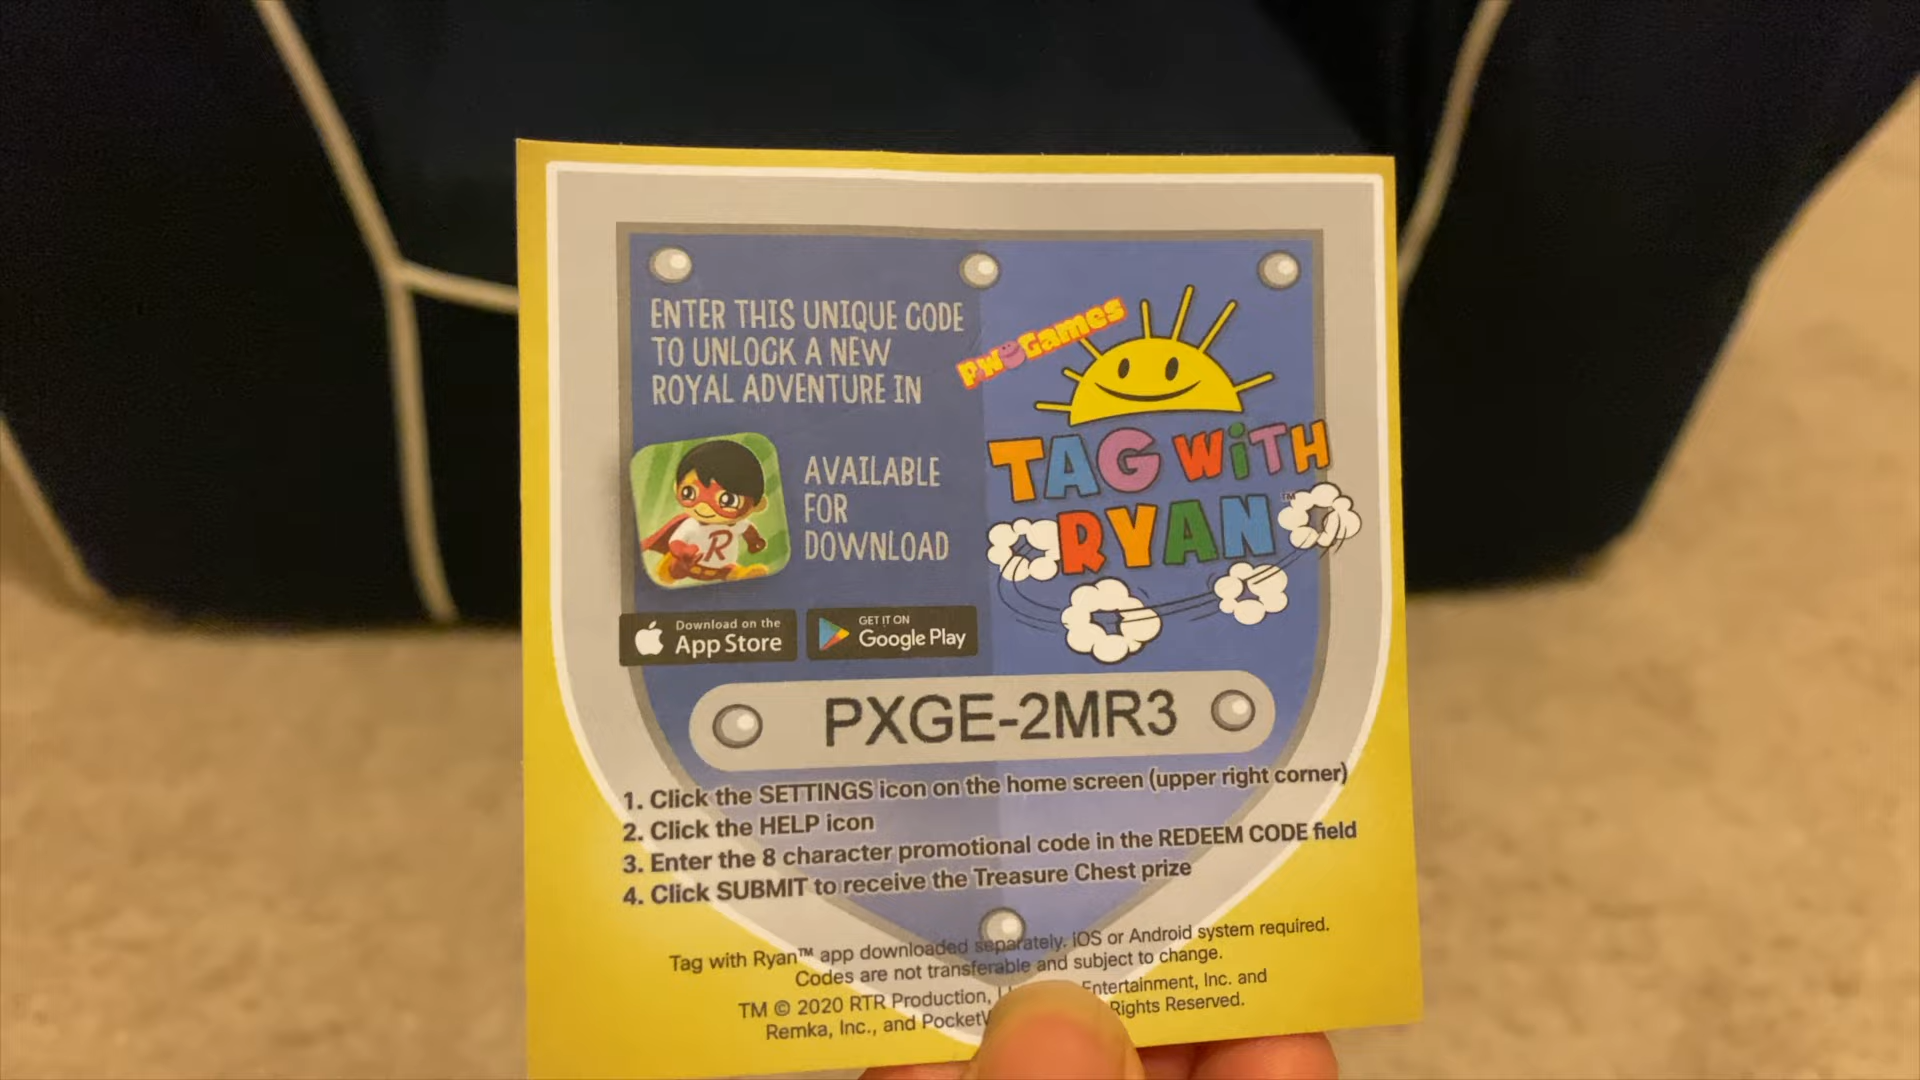 ENTER THIS UNIQUE CODE
TO UNLOCK A NEW
ROYAL ADVENTURE IN
PW Games
TAG WITH
RYAN™
R
AVAILABLE
FOR
DOWNLOAD
Download on the
App Store
GET IT ON
Google Play
PXGE-2MR3
1. Click the SETTINGS icon on the home screen (upper right corner)
2. Click the HELP icon
3. Enter the 8 character promotional code in the REDEEM CODE field
4. Click SUBMIT to receive the Treasure Chest prize
Tag with Ryan™ app downloaded separately. iOS or Android system required.
Codes are not transferable and subject to change.
TM © 2020 RTR Production, Entertainment, Inc. and
Remka, Inc., and Rights Reserved.